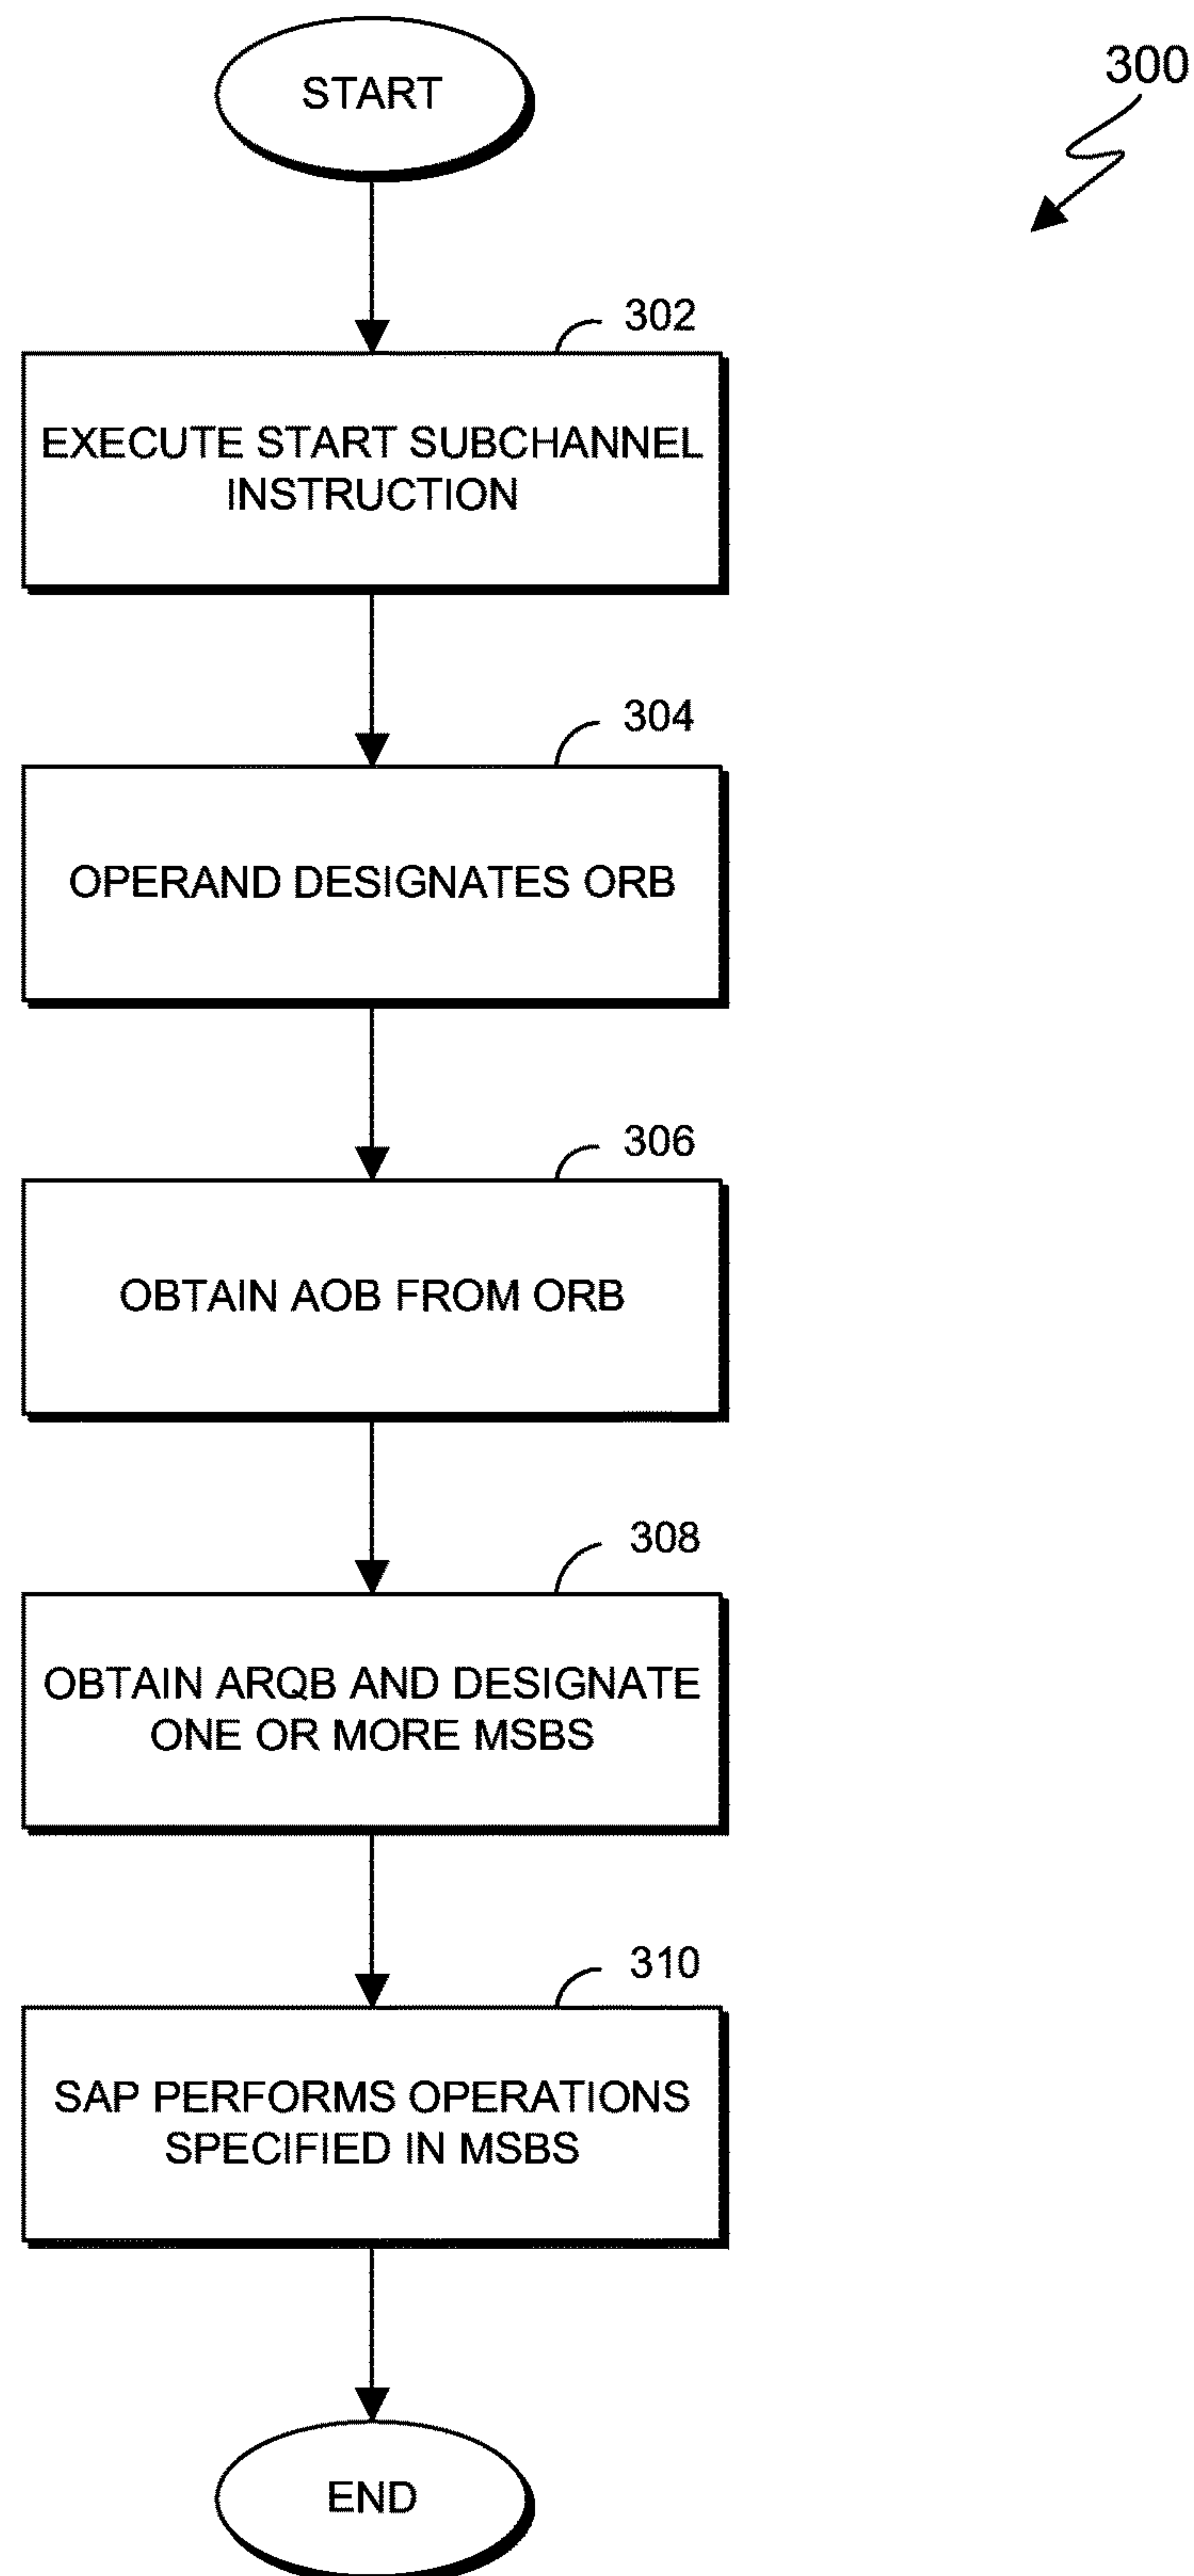 START
300
302
EXECUTE START SUBCHANNEL
INSTRUCTION
304
OPERAND DESIGNATES ORB
306
OBTAIN AOB FROM ORB
308
OBTAIN ARQB AND DESIGNATE
ONE OR MORE MSBS
310
SAP PERFORMS OPERATIONS
SPECIFIED IN MSBS
END